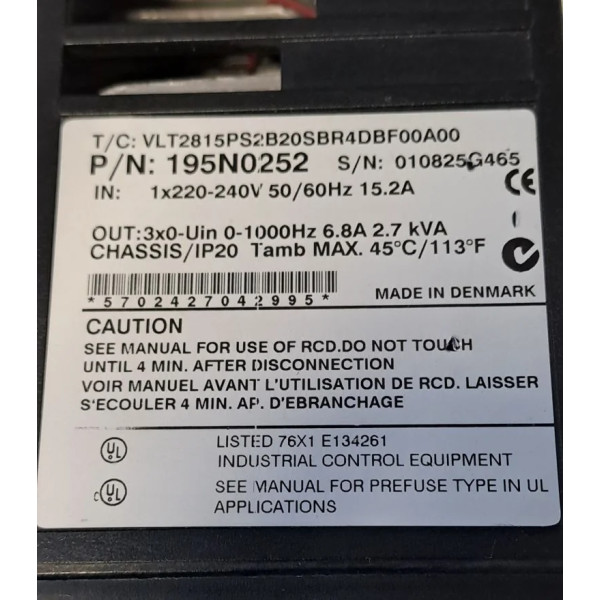 T/C: VLT2815PS2B20SBR4DBF00A00
P/N: 195N0252 S/N: 010825G465
IN: 1x220-240V 50/60Hz 15.2A
CE
OUT:3x0-Uin 0-1000Hz 6.8A 2.7 kVA
CHASSIS/IP20 Tamb MAX. 45°C/113°F
*5702427042995*
MADE IN DENMARK
CAUTION
SEE MANUAL FOR USE OF RCD.DO NOT TOUCH
UNTIL 4 MIN. AFTER DISCONNECTION
VOIR MANUEL AVANT L'UTILISATION DE RCD. LAISSER
S'ECOULER 4 MIN. AP. D'EBRANCHAGE
UL LISTED 76X1 E134261
INDUSTRIAL CONTROL EQUIPMENT
c UL SEE MANUAL FOR PREFUSE TYPE IN UL
APPLICATIONS